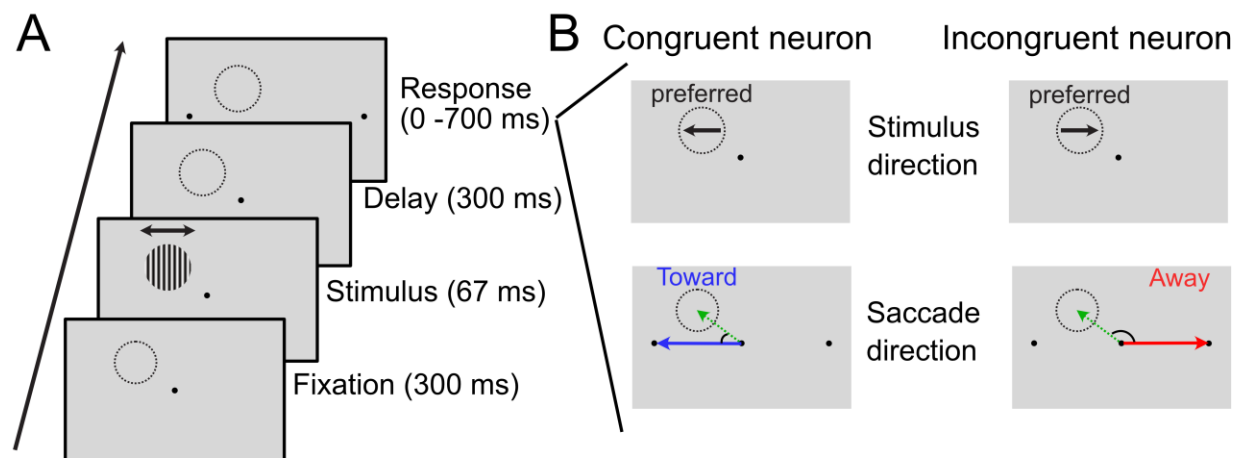 A
Response
(0 -700 ms)
Delay (300 ms)
Stimulus (67 ms)
Fixation (300 ms)
B
Congruent neuron
Incongruent neuron
preferred
Stimulus
direction
preferred
Toward
Saccade
direction
Away